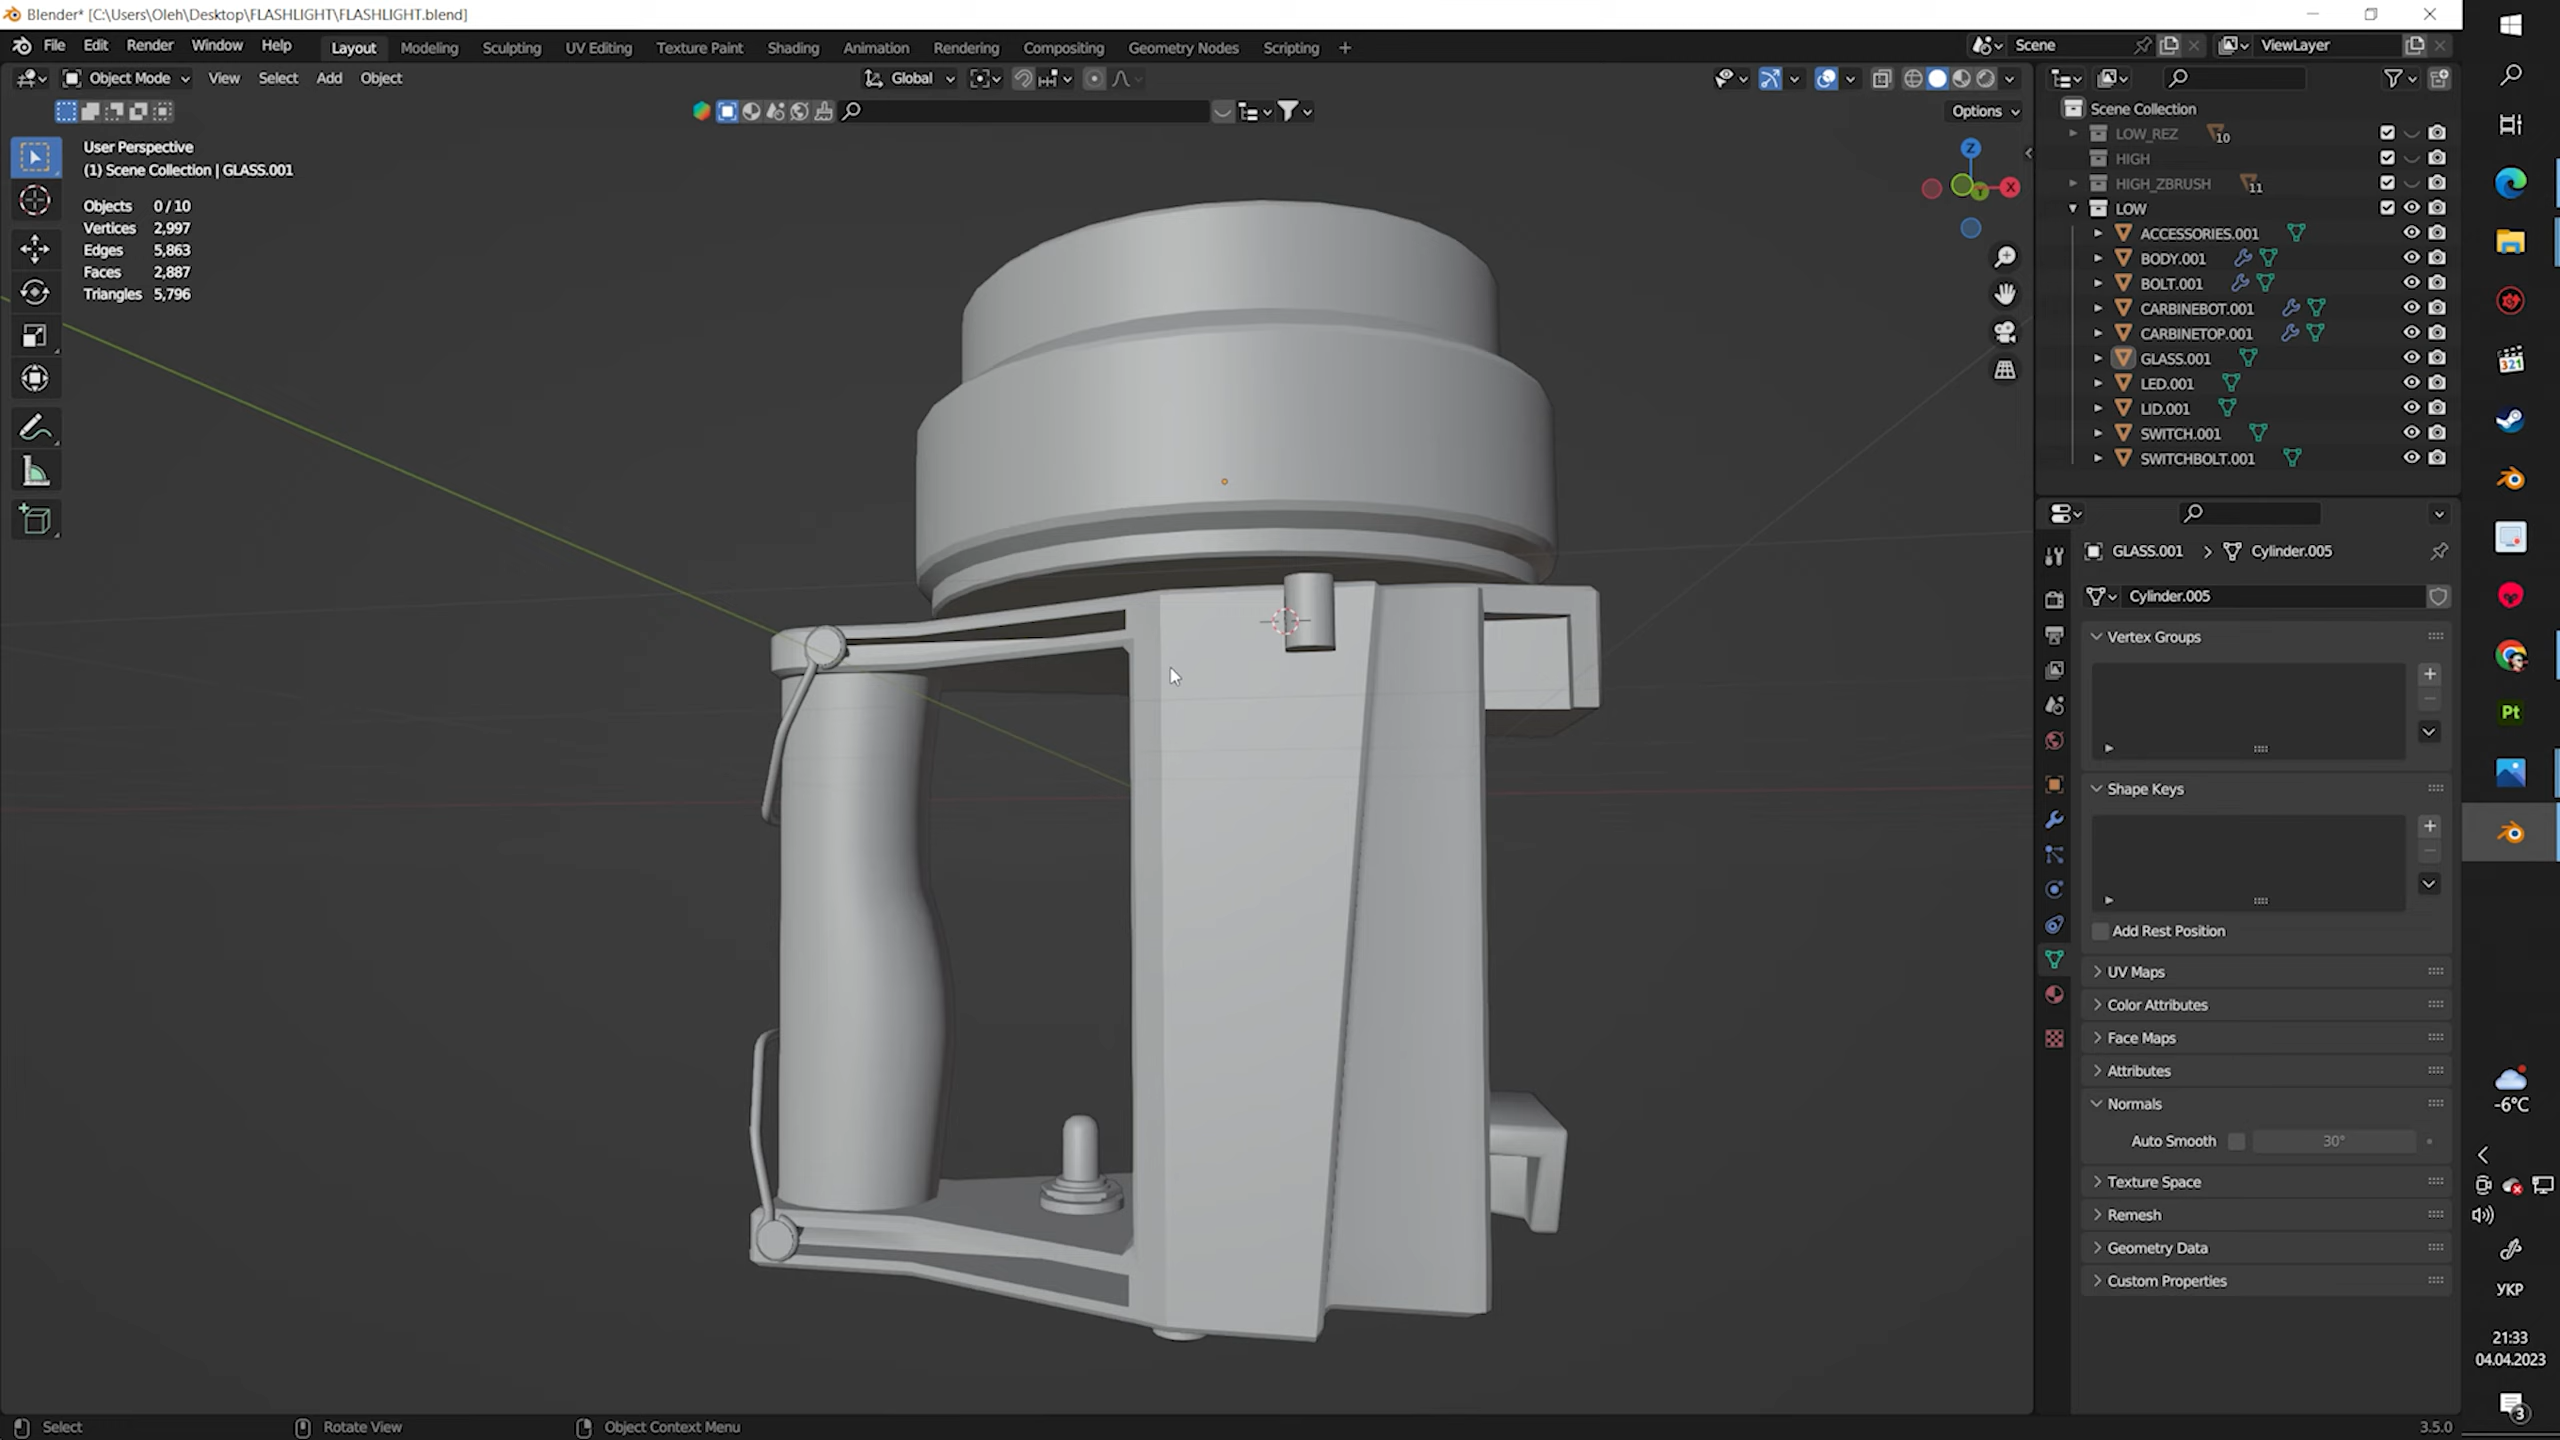 Blender* [C:\Users\Oleh\Desktop\FLASHLIGHT\FLASHLIGHT.blend]
File Edit Render Window Help Layout Modeling Sculpting UV Editing Texture Paint Shading Animation Rendering Compositing Geometry Nodes Scripting + Scene ViewLayer
Object Mode View Select Add Object Global
Options
User Perspective
(1) Scene Collection | GLASS.001
Objects 0/10
Vertices 2,997
Edges 5,863
Faces 2,887
Triangles 5,796
Z
X
Y
Scene Collection
LOW_REZ 10
HIGH
HIGH_ZBRUSH 11
LOW
ACCESSORIES.001
BODY.001
BOLT.001
CARBINEBOT.001
CARBINETOP.001
GLASS.001
LED.001
LID.001
SWITCH.001
SWITCHBOLT.001
GLASS.001 > Cylinder.005
Cylinder.005
Vertex Groups
Shape Keys
Add Rest Position
UV Maps
Color Attributes
Face Maps
Attributes
Normals
Auto Smooth 30°
Texture Space
Remesh
Geometry Data
Custom Properties
Select Rotate View Object Context Menu 3.5.0
321
Pt
-6°C
УКР
21:33
04.04.2023
3